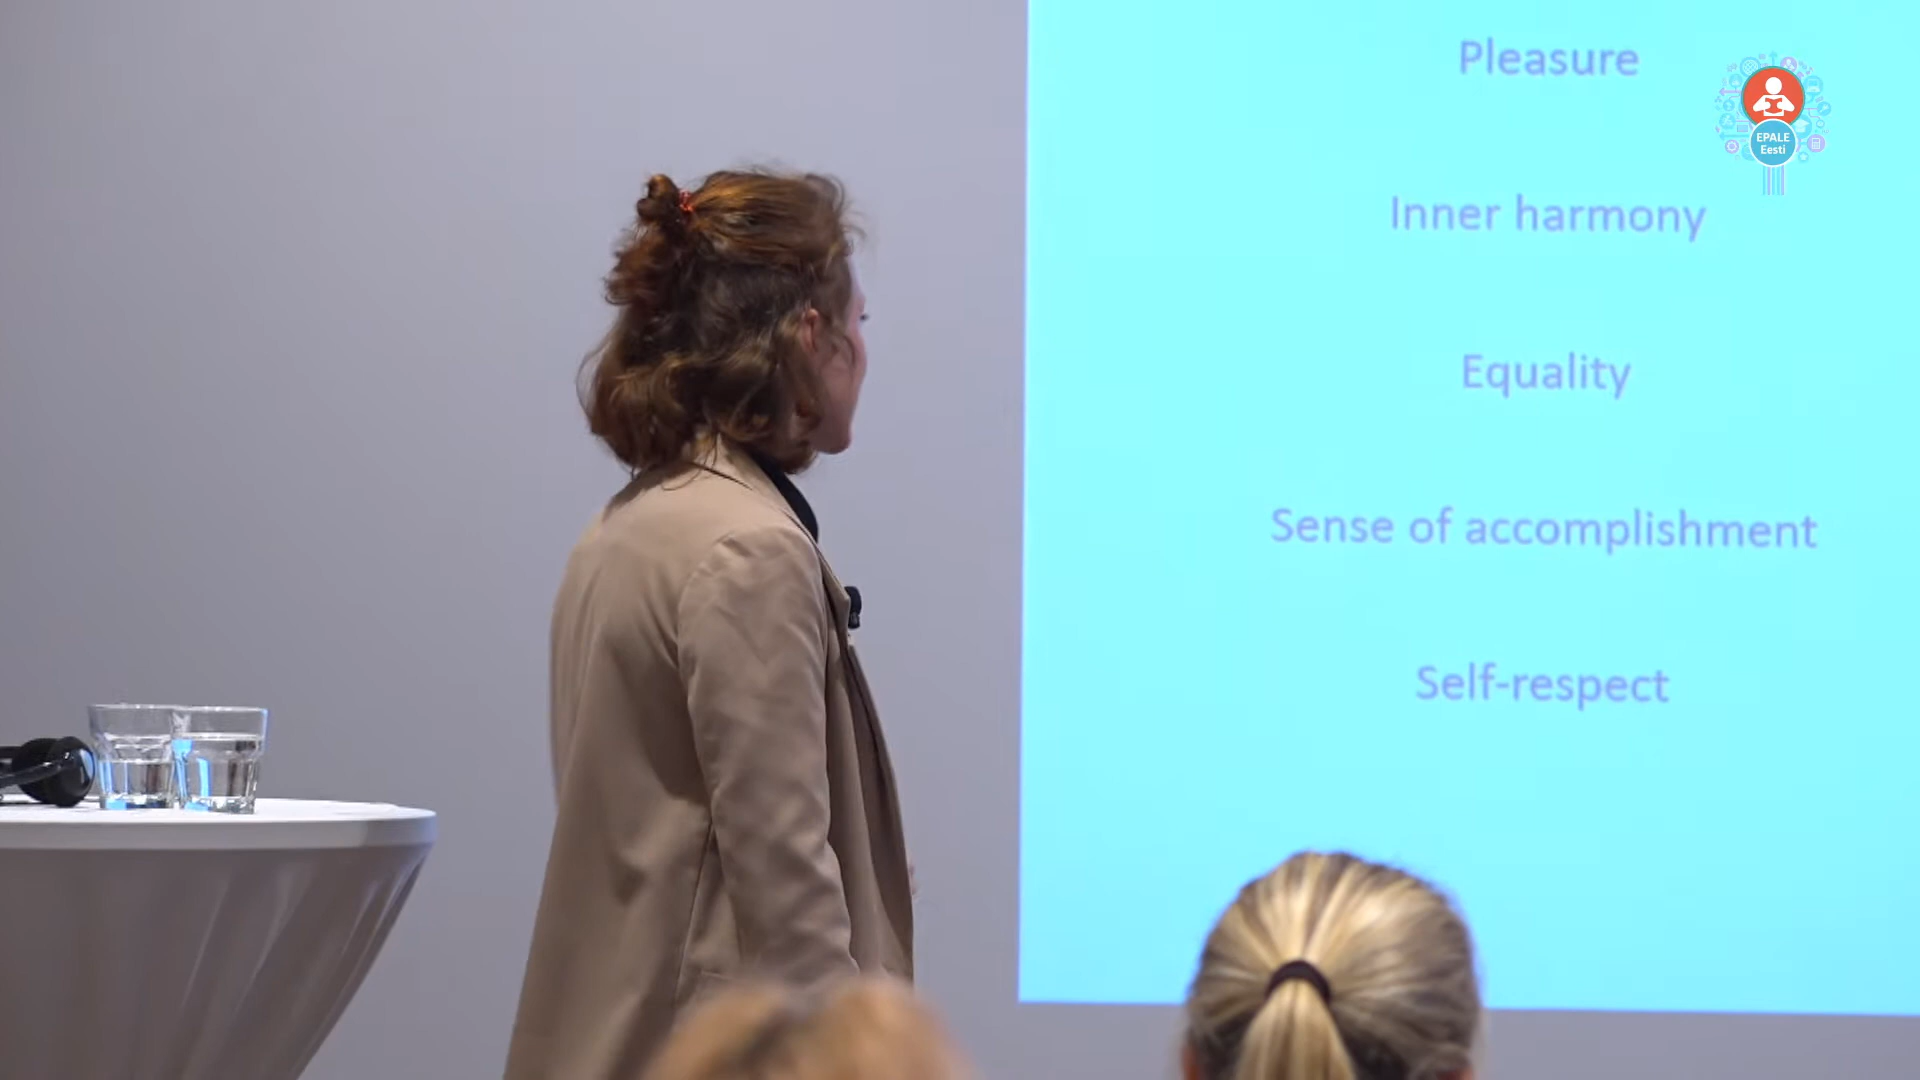 Pleasure
EPALE
Eesti
Inner harmony
Equality
Sense of accomplishment
Self-respect